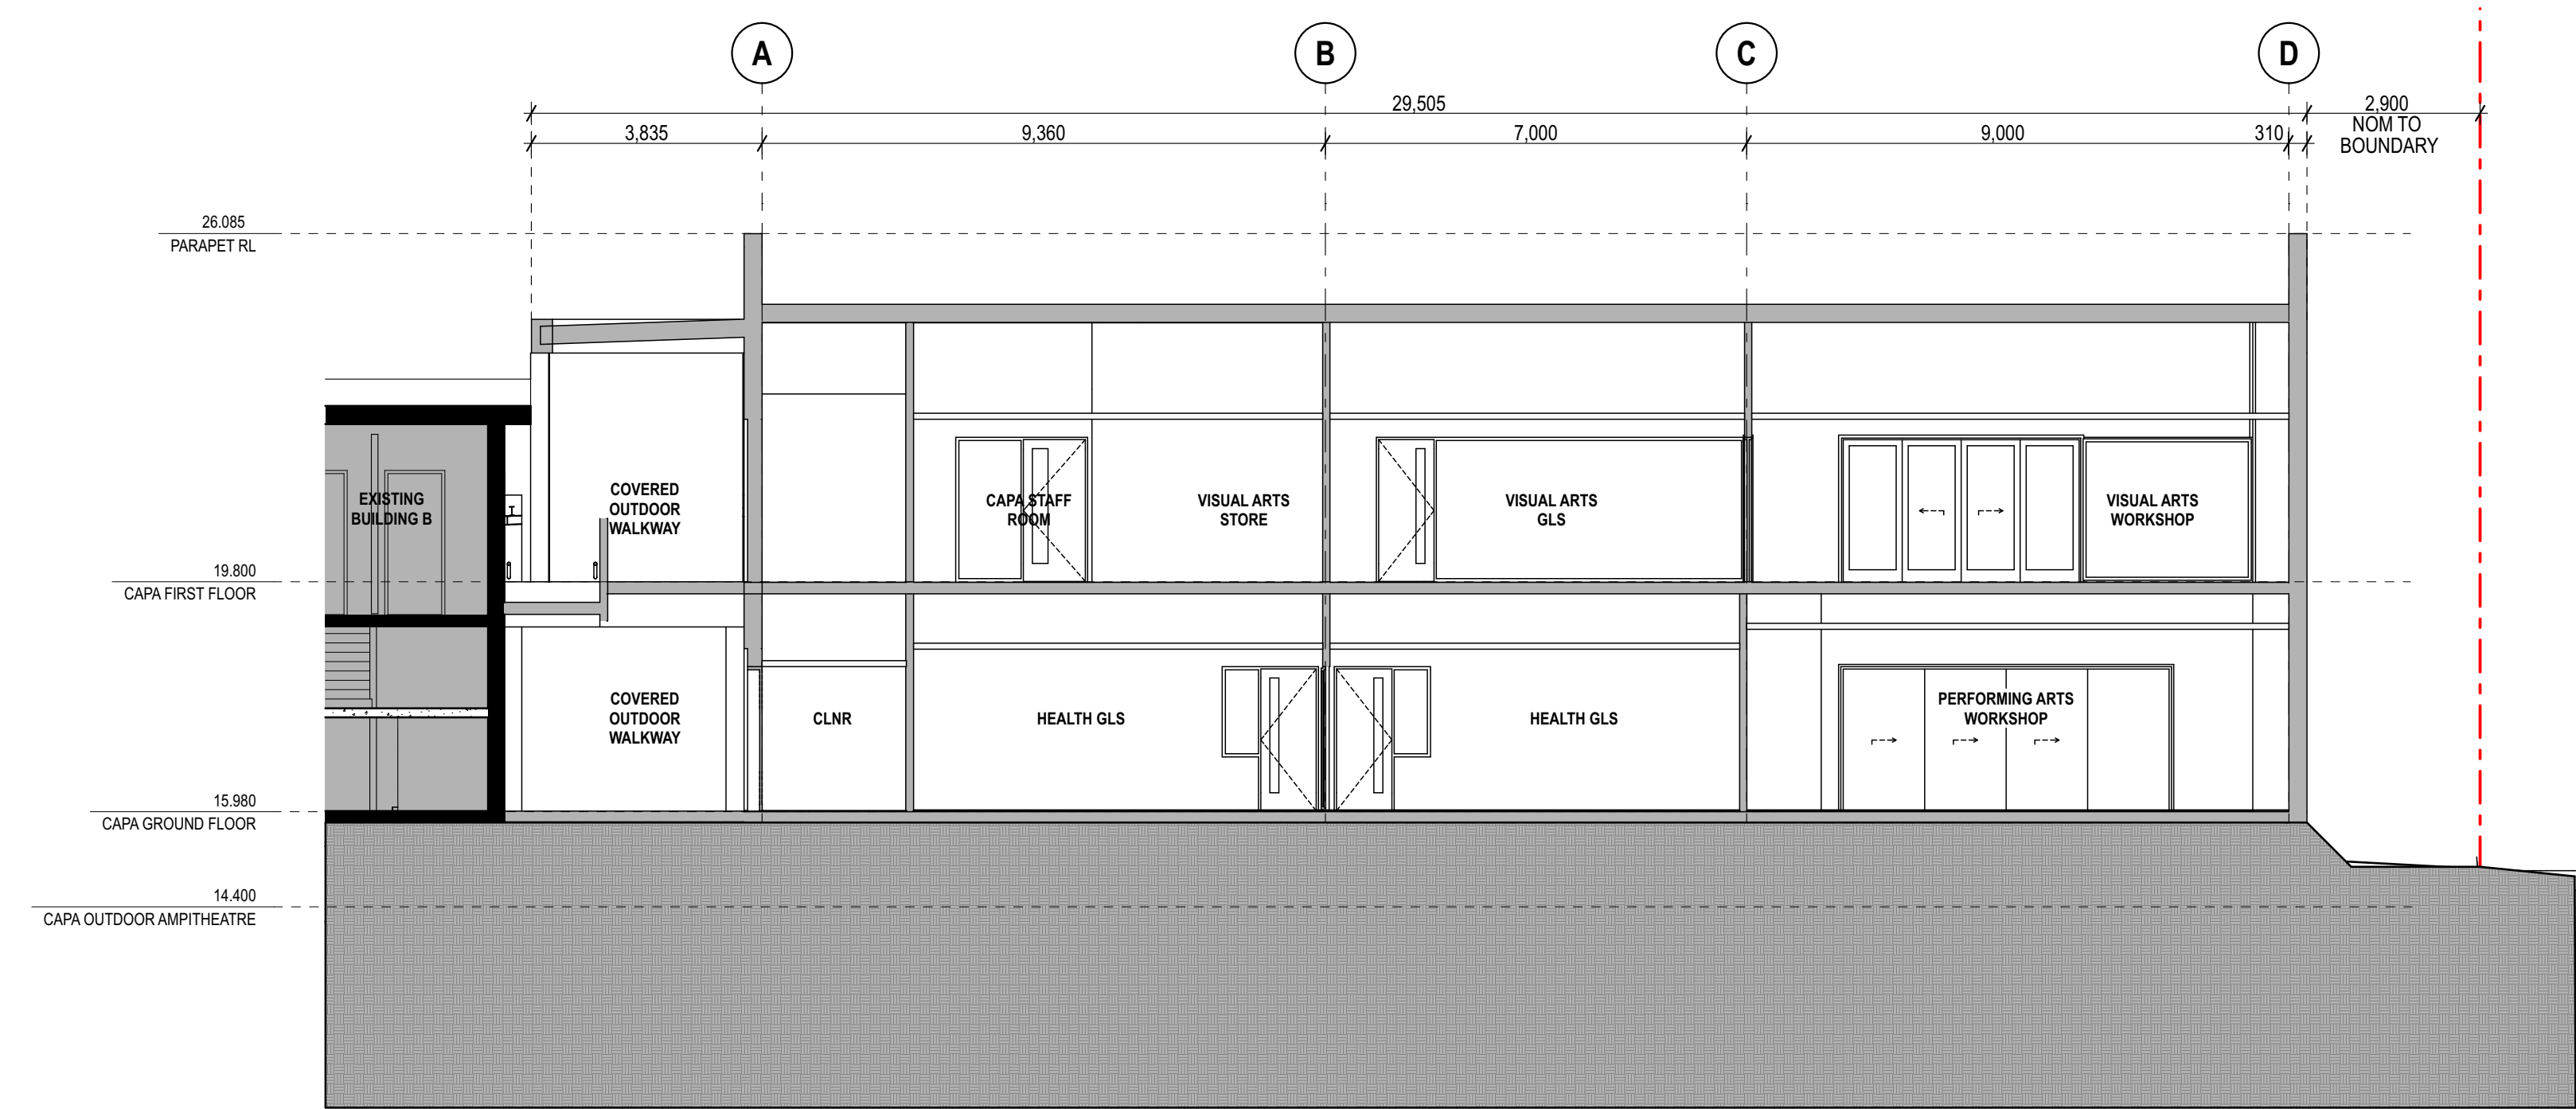 A
B
C
D
29,505
2,900
NOM TO
BOUNDARY
3,835
9,360
7,000
9,000
310
26.085
PARAPET RL
EXISTING
BUILDING B
COVERED
OUTDOOR
WALKWAY
CAPA STAFF
ROOM
VISUAL ARTS
STORE
VISUAL ARTS
GLS
VISUAL ARTS
WORKSHOP
19.800
CAPA FIRST FLOOR
COVERED
OUTDOOR
WALKWAY
CLNR
HEALTH GLS
HEALTH GLS
PERFORMING ARTS
WORKSHOP
15.980
CAPA GROUND FLOOR
14.400
CAPA OUTDOOR AMPITHEATRE